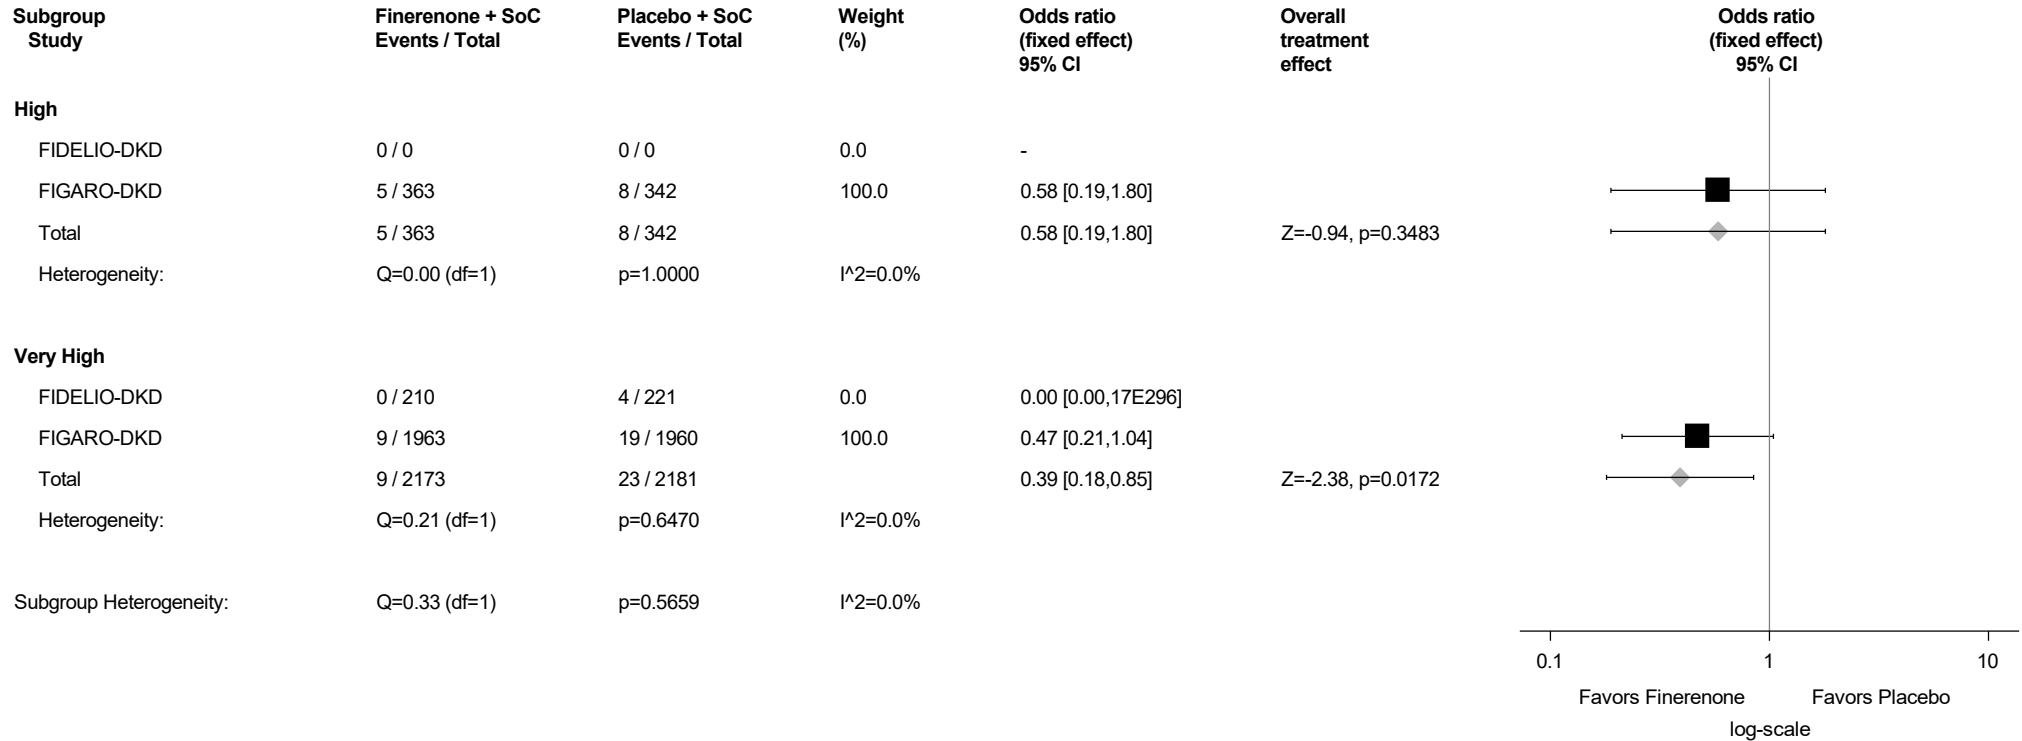 Subgroup Finerenone + SoC Placebo + SoC Weight Odds ratio Overall Odds ratio
Study Events / Total Events / Total (%) (fixed effect) treatment (fixed effect)
95% CI effect 95% CI
High
FIDELIO-DKD 0 / 0 0 / 0 0.0 -
FIGARO-DKD 5 / 363 8 / 342 100.0 0.58 [0.19,1.80]
Total 5 / 363 8 / 342 0.58 [0.19,1.80] Z=-0.94, p=0.3483
Heterogeneity: Q=0.00 (df=1) p=1.0000 I^2=0.0%
Very High
FIDELIO-DKD 0 / 210 4 / 221 0.0 0.00 [0.00,17E296]
FIGARO-DKD 9 / 1963 19 / 1960 100.0 0.47 [0.21,1.04]
Total 9 / 2173 23 / 2181 0.39 [0.18,0.85] Z=-2.38, p=0.0172
Heterogeneity: Q=0.21 (df=1) p=0.6470 I^2=0.0%
Subgroup Heterogeneity: Q=0.33 (df=1) p=0.5659 I^2=0.0%
0.1 1 10
Favors Finerenone Favors Placebo
log-scale